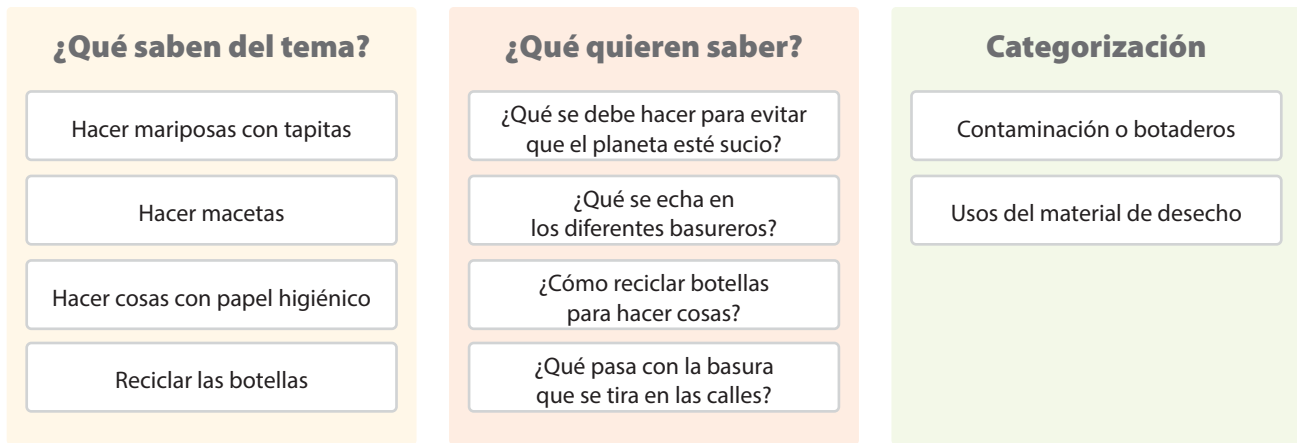 ¿Qué saben del tema?
Hacer mariposas con tapitas
Hacer macetas
Hacer cosas con papel higiénico
Reciclar las botellas
¿Qué quieren saber?
¿Qué se debe hacer para evitar
que el planeta esté sucio?
¿Qué se echa en
los diferentes basureros?
¿Cómo reciclar botellas
para hacer cosas?
¿Qué pasa con la basura
que se tira en las calles?
Categorización
Contaminación o botaderos
Usos del material de desecho